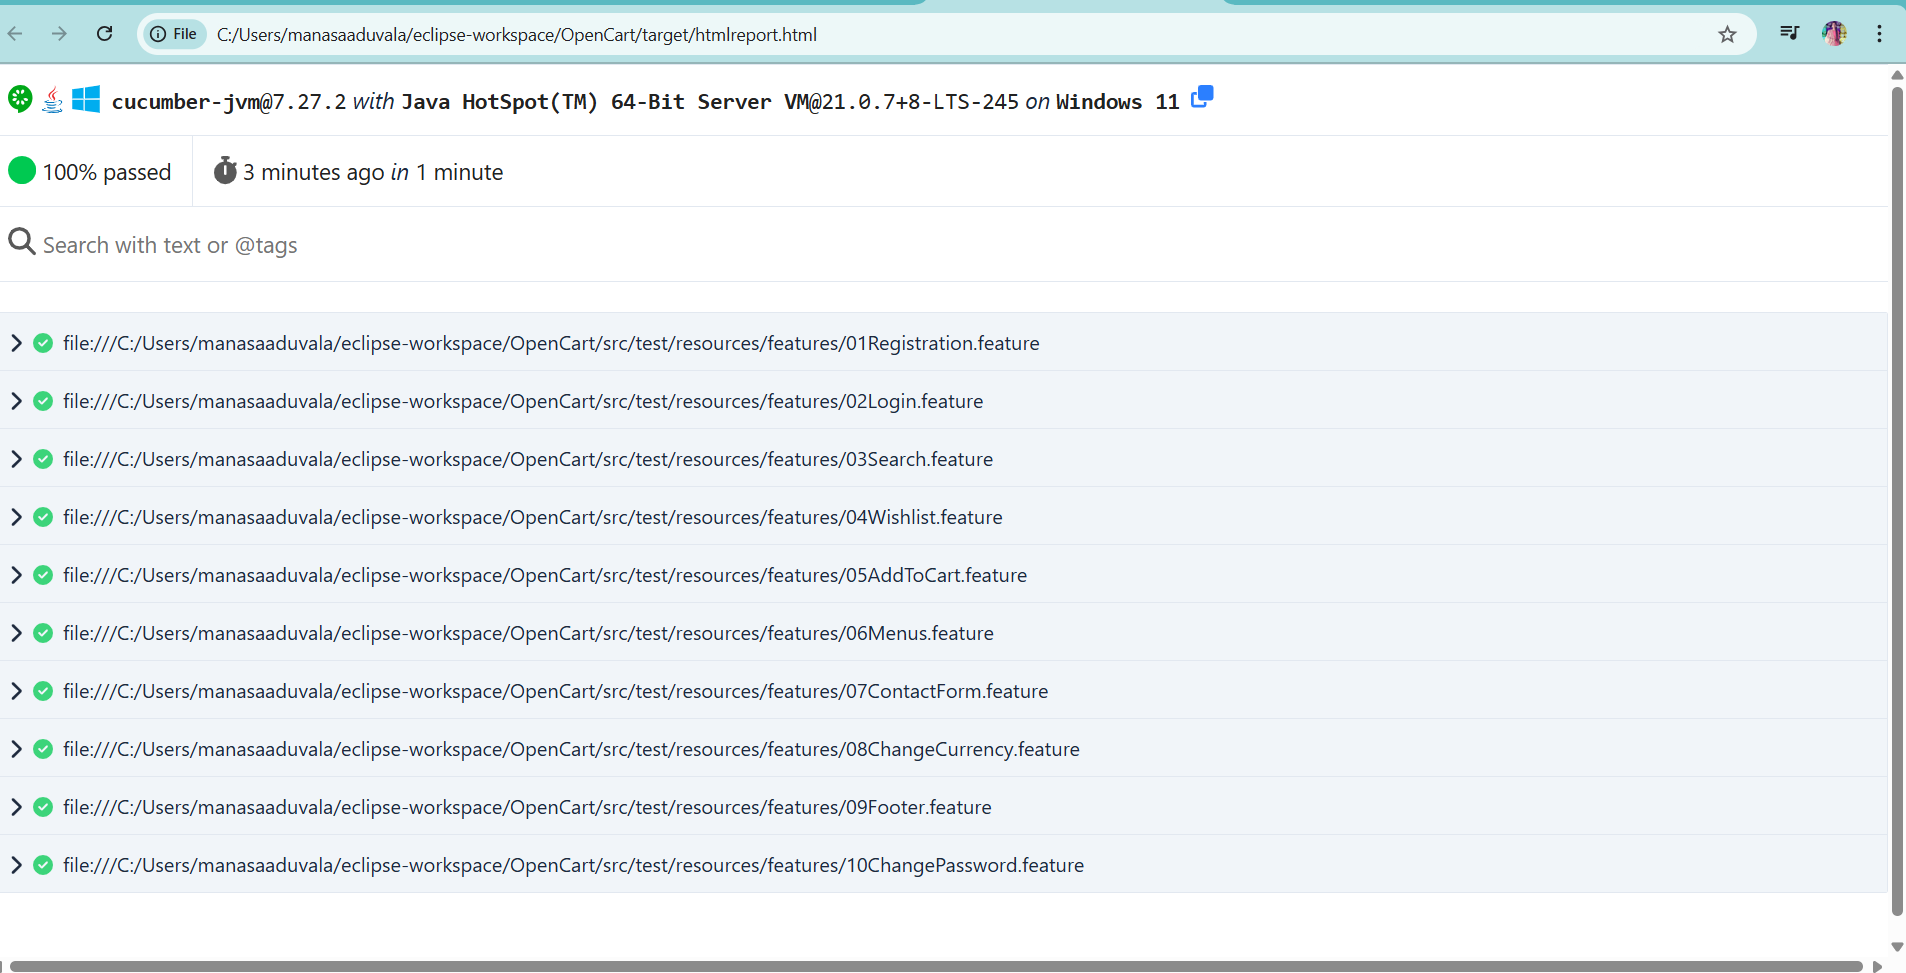 File C:/Users/manasaaduvala/eclipse-workspace/OpenCart/target/htmlreport.html
cucumber-jvm@7.27.2 with Java HotSpot(TM) 64-Bit Server VM@21.0.7+8-LTS-245 on Windows 11
100% passed 3 minutes ago in 1 minute
Search with text or @tags
file:///C:/Users/manasaaduvala/eclipse-workspace/OpenCart/src/test/resources/features/01Registration.feature
file:///C:/Users/manasaaduvala/eclipse-workspace/OpenCart/src/test/resources/features/02Login.feature
file:///C:/Users/manasaaduvala/eclipse-workspace/OpenCart/src/test/resources/features/03Search.feature
file:///C:/Users/manasaaduvala/eclipse-workspace/OpenCart/src/test/resources/features/04Wishlist.feature
file:///C:/Users/manasaaduvala/eclipse-workspace/OpenCart/src/test/resources/features/05AddToCart.feature
file:///C:/Users/manasaaduvala/eclipse-workspace/OpenCart/src/test/resources/features/06Menus.feature
file:///C:/Users/manasaaduvala/eclipse-workspace/OpenCart/src/test/resources/features/07ContactForm.feature
file:///C:/Users/manasaaduvala/eclipse-workspace/OpenCart/src/test/resources/features/08ChangeCurrency.feature
file:///C:/Users/manasaaduvala/eclipse-workspace/OpenCart/src/test/resources/features/09Footer.feature
file:///C:/Users/manasaaduvala/eclipse-workspace/OpenCart/src/test/resources/features/10ChangePassword.feature